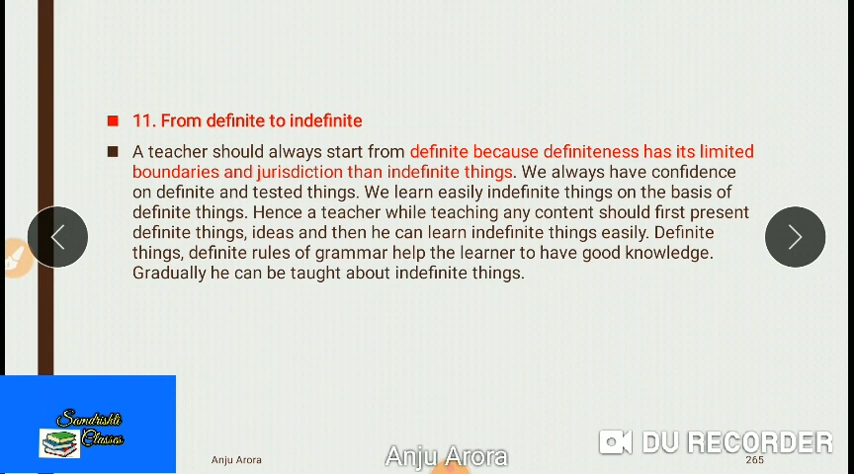 11. From definite to indefinite
A teacher should always start from definite because definiteness has its limited
boundaries and jurisdiction than indefinite things. We always have confidence
on definite and tested things. We learn easily indefinite things on the basis of
definite things. Hence a teacher while teaching any content should first present
definite things, ideas and then he can learn indefinite things easily. Definite
things, definite rules of grammar help the learner to have good knowledge.
Gradually he can be taught about indefinite things.
Samdrishti
Classes
Anju Arora
Anju Arora
DU RECORDER
265